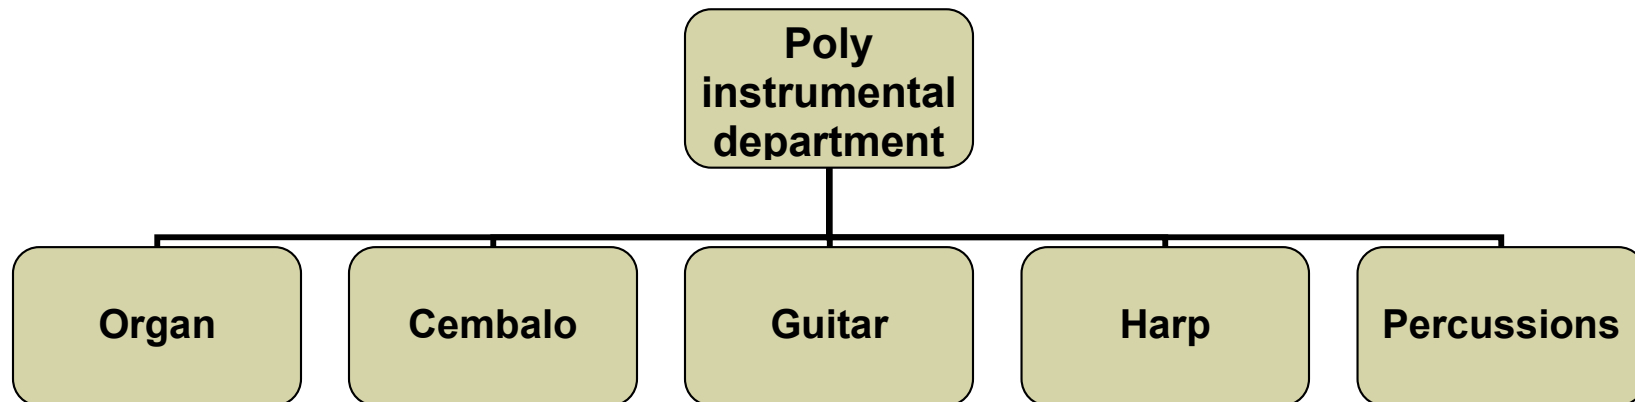 Poly
instrumental
department
Organ
Cembalo
Guitar
Harp
Percussions